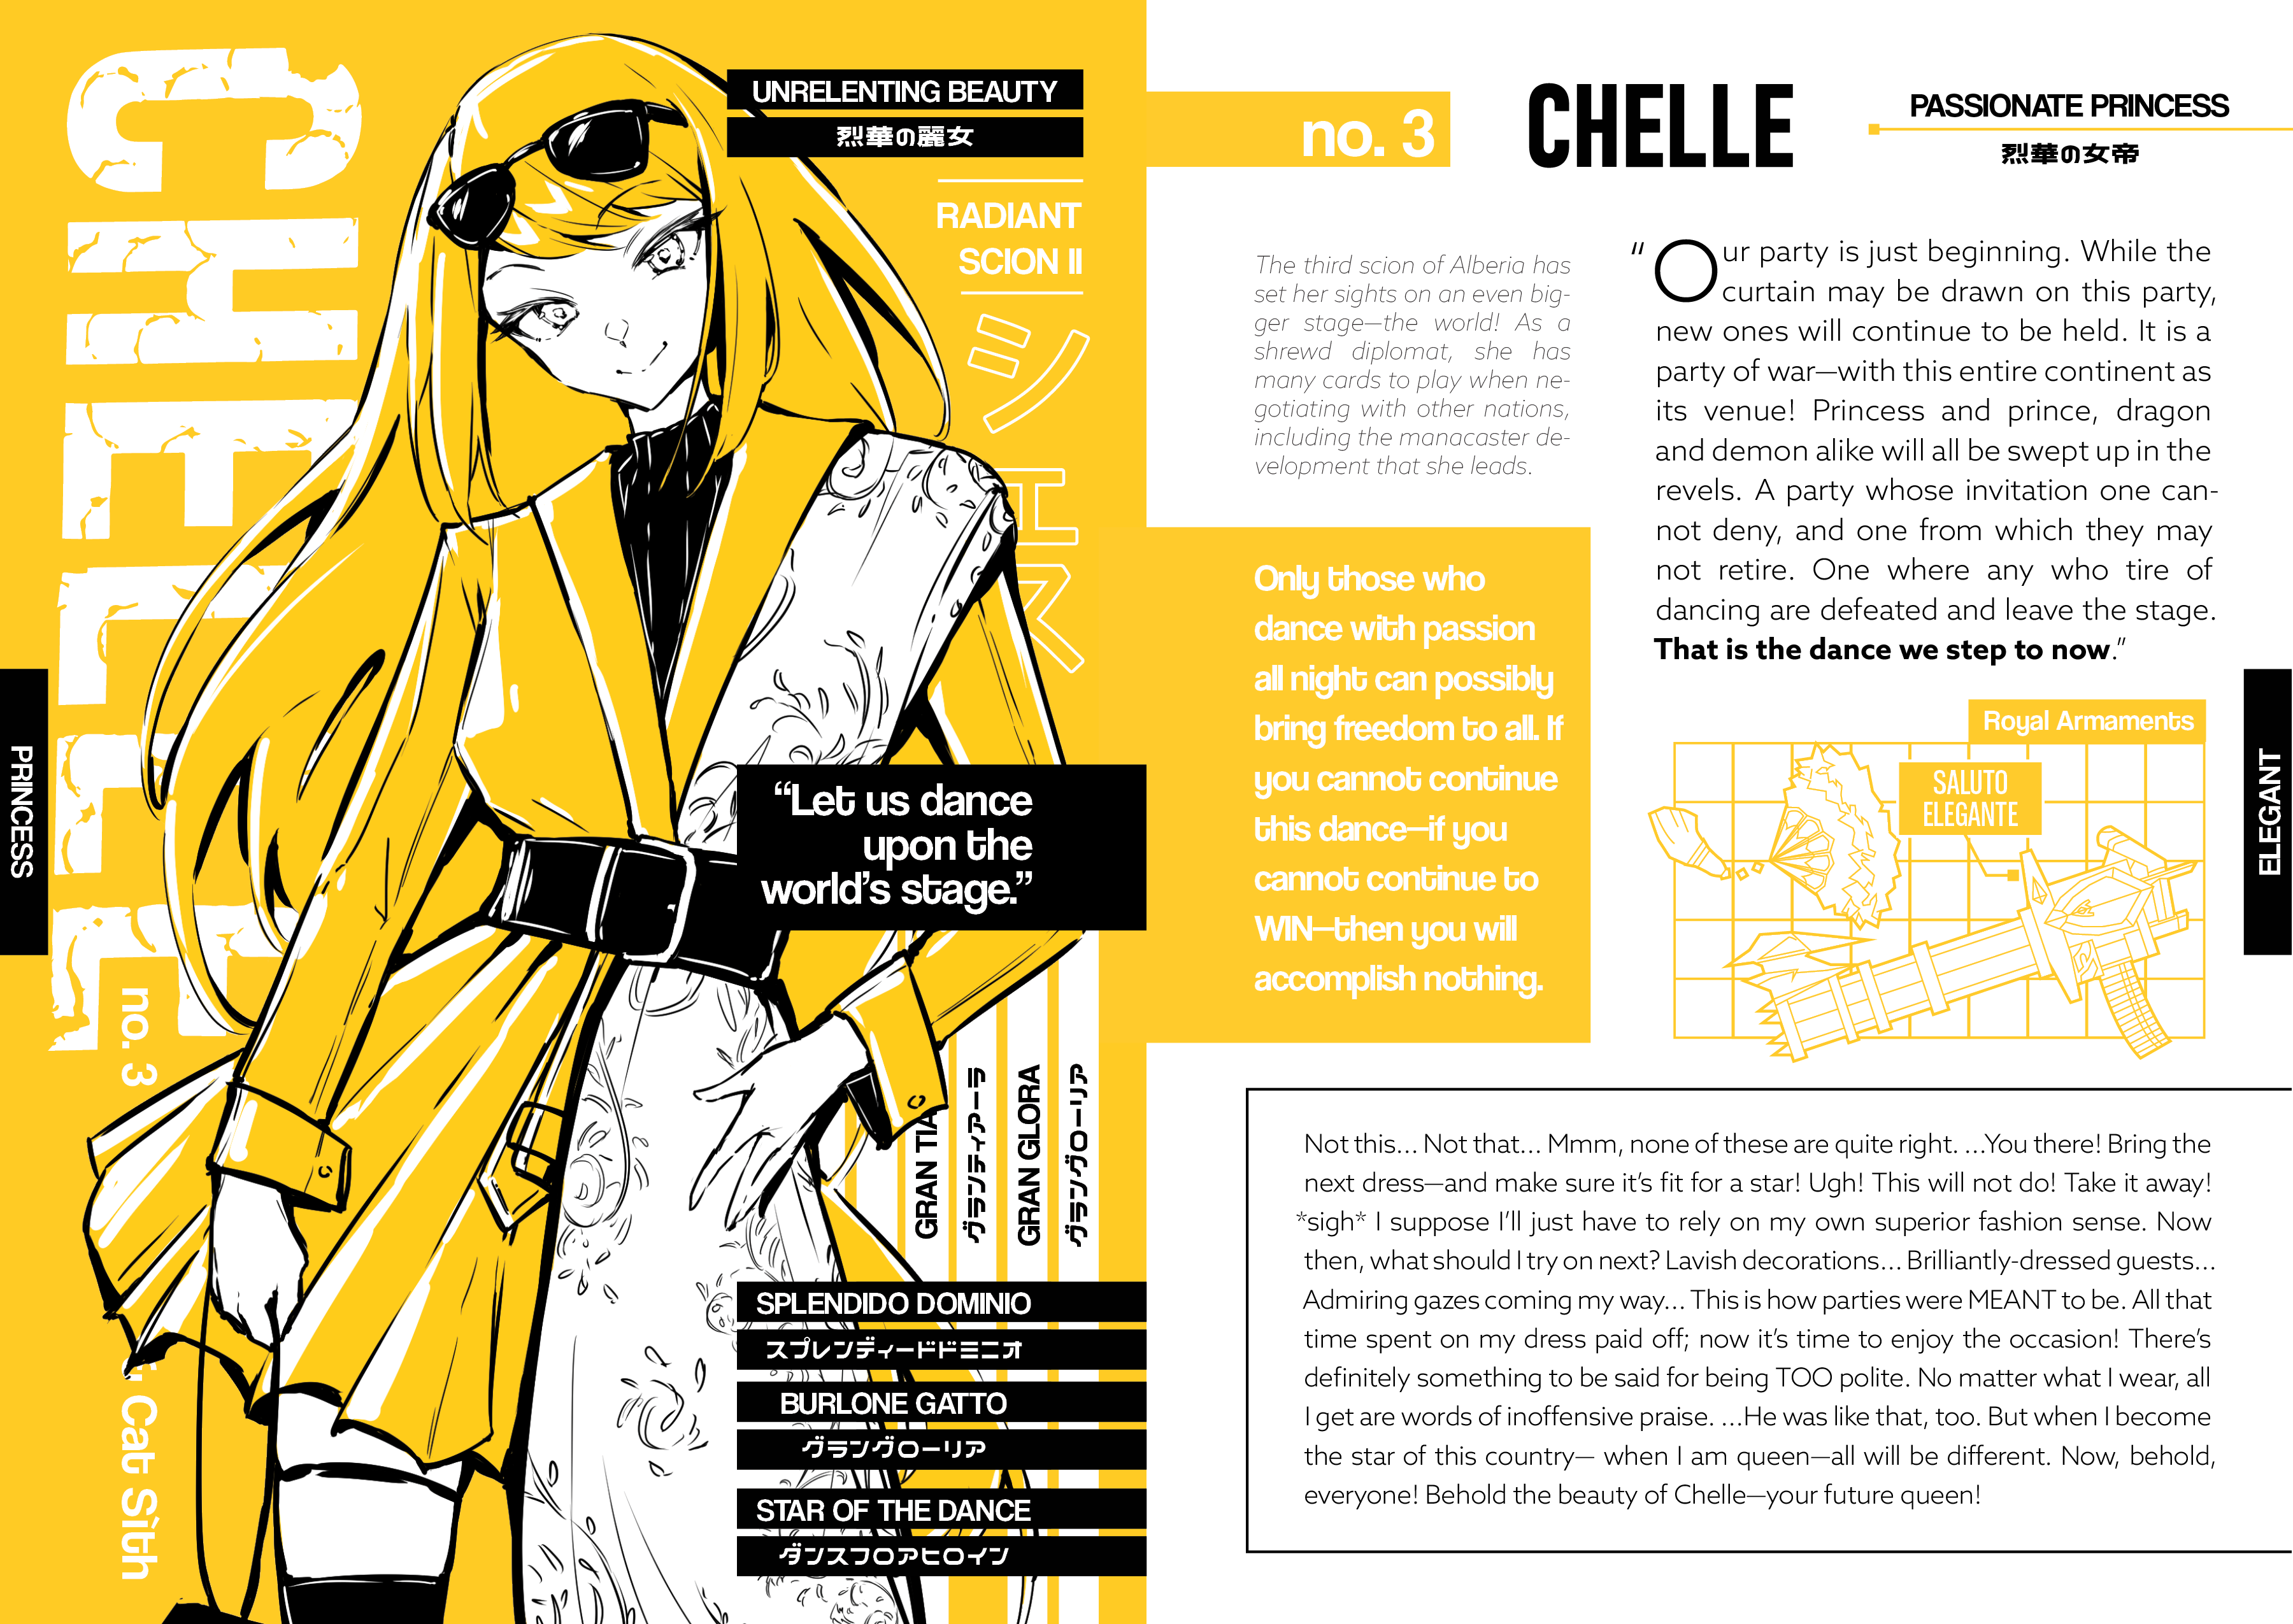 CHELLE
no. 3
& Cat Sìth
PRINCESS
UNRELENTING BEAUTY
烈華の麗女
RADIANT
SCION II
シェス
“Let us dance
upon the
world’s stage.”
GRAN TIA
グランティアーラ
GRAN GLORA
グラングローリア
SPLENDIDO DOMINIO
スプレンディードドミニオ
BURLONE GATTO
グラングローリア
STAR OF THE DANCE
ダンスフロアヒロイン
no. 3
CHELLE
PASSIONATE PRINCESS
烈華の女帝
The third scion of Alberia has
set her sights on an even big-
ger stage—the world! As a
shrewd diplomat, she has
many cards to play when ne-
gotiating with other nations,
including the manacaster de-
velopment that she leads.
Only those who
dance with passion
all night can possibly
bring freedom to all. If
you cannot continue
this dance—if you
cannot continue to
WIN—then you will
accomplish nothing.
“Our party is just beginning. While the
curtain may be drawn on this party,
new ones will continue to be held. It is a
party of war—with this entire continent as
its venue! Princess and prince, dragon
and demon alike will all be swept up in the
revels. A party whose invitation one can-
not deny, and one from which they may
not retire. One where any who tire of
dancing are defeated and leave the stage.
That is the dance we step to now.”
Royal Armaments
SALUTO
ELEGANTE
ELEGANT
Not this... Not that... Mmm, none of these are quite right. ...You there! Bring the
next dress—and make sure it’s fit for a star! Ugh! This will not do! Take it away!
*sigh* I suppose I’ll just have to rely on my own superior fashion sense. Now
then, what should I try on next? Lavish decorations... Brilliantly-dressed guests...
Admiring gazes coming my way... This is how parties were MEANT to be. All that
time spent on my dress paid off; now it’s time to enjoy the occasion! There’s
definitely something to be said for being TOO polite. No matter what I wear, all
I get are words of inoffensive praise. ...He was like that, too. But when I become
the star of this country— when I am queen—all will be different. Now, behold,
everyone! Behold the beauty of Chelle—your future queen!